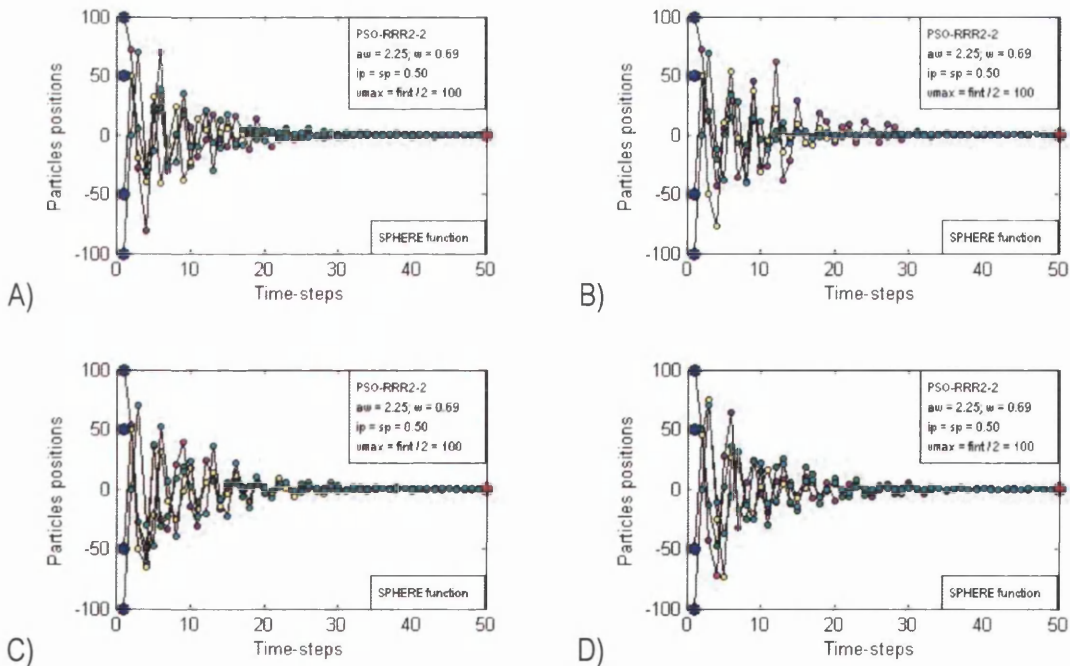 100
50
0
-50
-100
Particles positions
PSO-RRR2-2
aw = 2.25; w = 0.69
ip = sp = 0.50
vmax = fint / 2 = 100
SPHERE function
0 10 20 30 40 50
Time-steps
A)
100
50
0
-50
-100
Particles positions
PSO-RRR2-2
aw = 2.25; w = 0.69
ip = sp = 0.50
vmax = fint / 2 = 100
SPHERE function
0 10 20 30 40 50
Time-steps
B)
100
50
0
-50
-100
Particles positions
PSO-RRR2-2
aw = 2.25; w = 0.69
ip = sp = 0.50
vmax = fint / 2 = 100
SPHERE function
0 10 20 30 40 50
Time-steps
C)
100
50
0
-50
-100
Particles positions
PSO-RRR2-2
aw = 2.25; w = 0.69
ip = sp = 0.50
vmax = fint / 2 = 100
SPHERE function
0 10 20 30 40 50
Time-steps
D)